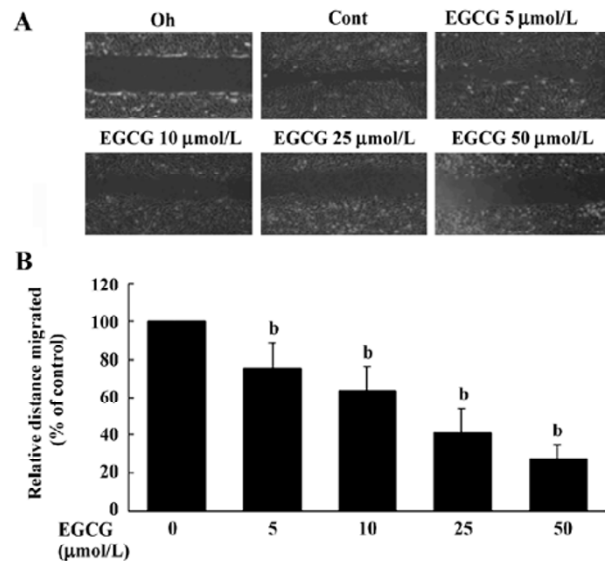 A
Oh Cont EGCG 5 μmol/L
EGCG 10 μmol/L EGCG 25 μmol/L EGCG 50 μmol/L
B
120
100
80
60
40
20
0
Relative distance migrated
(% of control)
b
b
b
b
EGCG 0 5 10 25 50
(μmol/L)